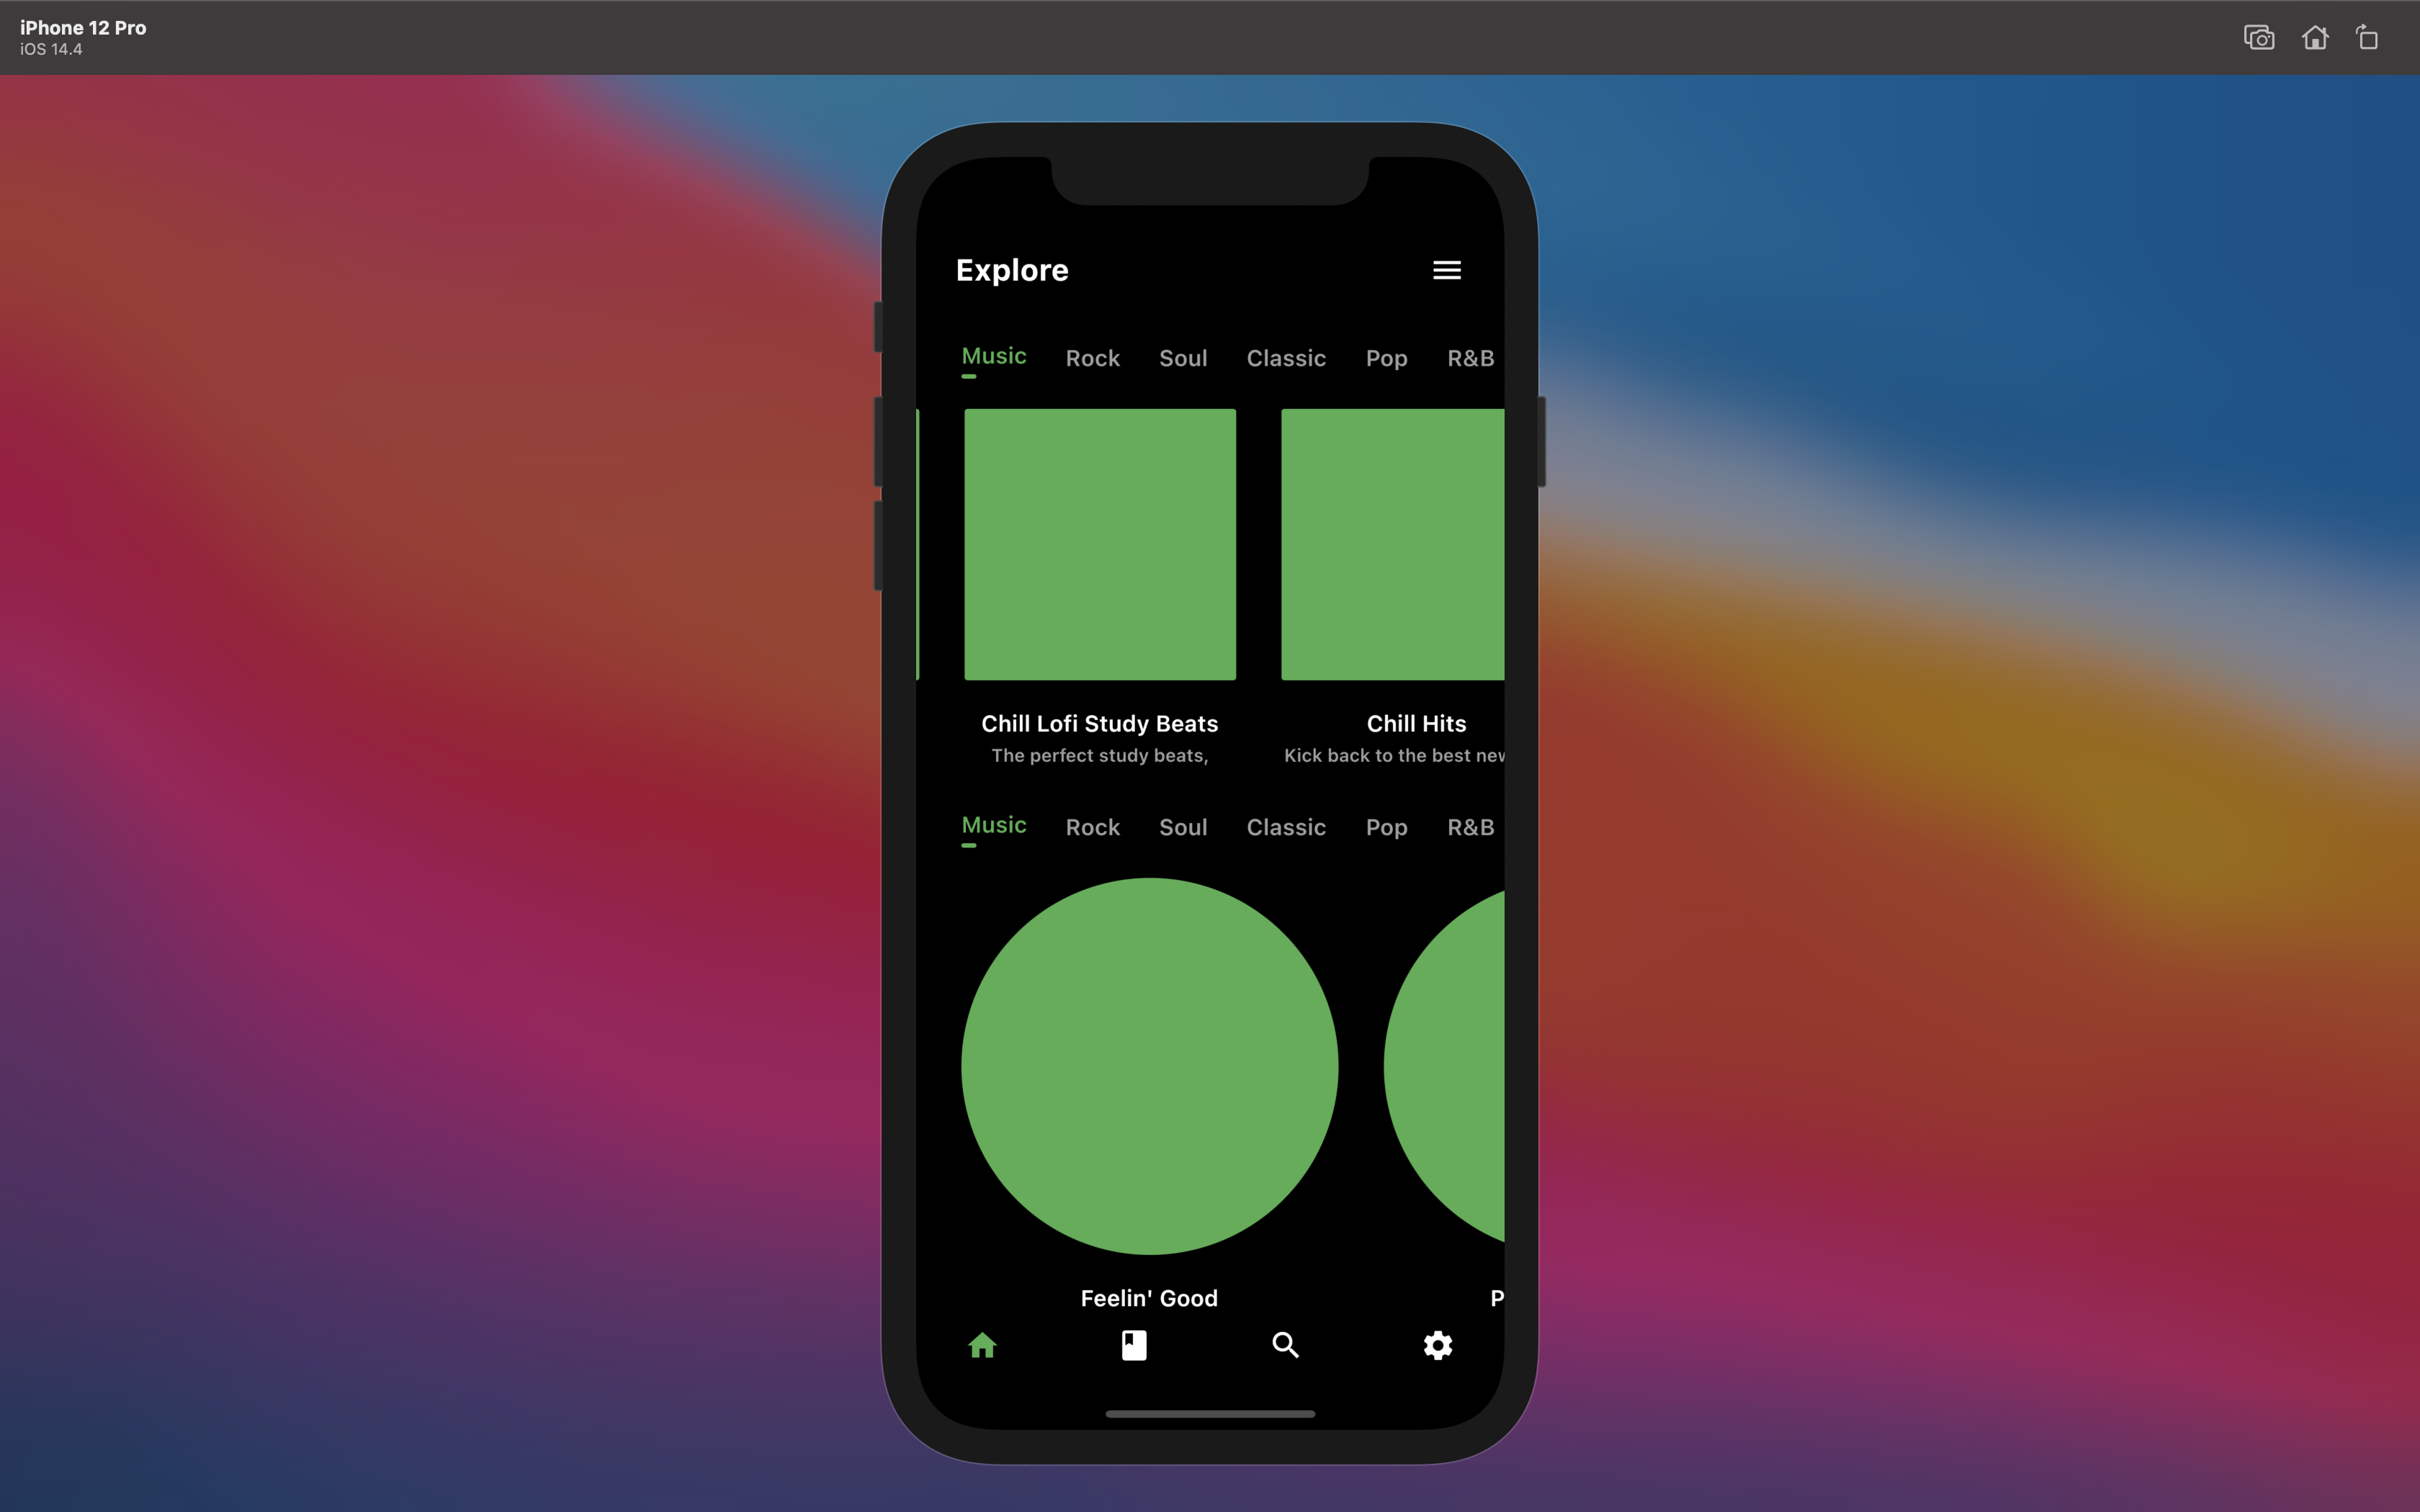 iPhone 12 Pro
iOS 14.4
Explore
Music Rock Soul Classic Pop R&B
Chill Lofi Study Beats Chill Hits
The perfect study beats, Kick back to the best new
Music Rock Soul Classic Pop R&B
Feelin' Good P